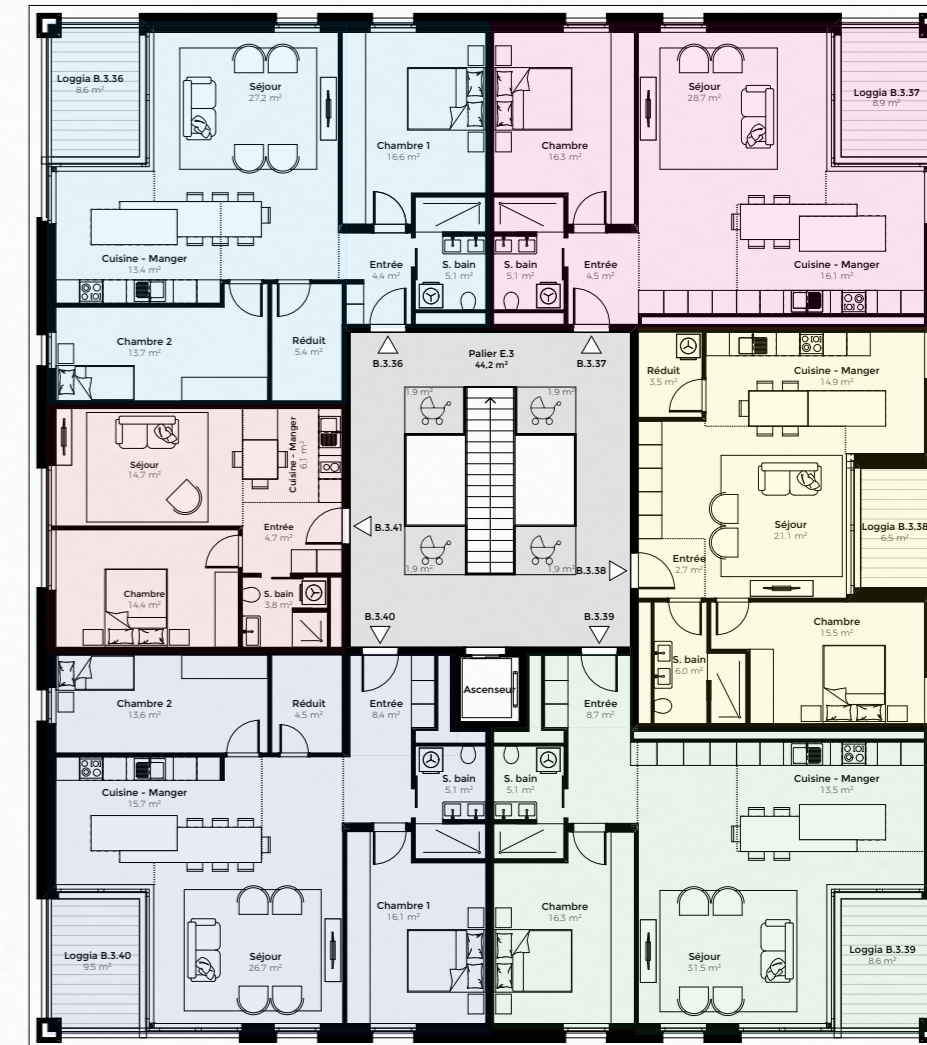 Loggia B.3.36
8,6 m²
Séjour
27,2 m²
Chambre 1
16,6 m²
Cuisine - Manger
13,4 m²
Entrée
4,4 m²
S. bain
5,1 m²
Chambre 2
13,7 m²
Réduit
5,4 m²
B.3.36
Chambre
16,3 m²
Séjour
28,7 m²
Loggia B.3.37
8,9 m²
S. bain
5,1 m²
Entrée
4,5 m²
Cuisine - Manger
16,1 m²
B.3.37
Palier E.3
44,2 m²
1,9 m²
1,9 m²
1,9 m²
1,9 m²
Réduit
3,5 m²
Cuisine - Manger
14,9 m²
Séjour
21,1 m²
Loggia B.3.38
6,5 m²
Entrée
2,7 m²
B.3.38
S. bain
6,0 m²
Chambre
15,5 m²
Séjour
14,7 m²
Cuisine - Manger
6,1 m²
Entrée
4,7 m²
B.3.41
Chambre
14,4 m²
S. bain
3,8 m²
B.3.40
B.3.39
Ascenseur
Chambre 2
13,6 m²
Réduit
4,5 m²
Entrée
8,4 m²
Cuisine - Manger
15,7 m²
S. bain
5,1 m²
Chambre 1
16,1 m²
Loggia B.3.40
9,5 m²
Séjour
26,7 m²
Entrée
8,7 m²
S. bain
5,1 m²
Cuisine - Manger
13,5 m²
Chambre
16,3 m²
Séjour
31,5 m²
Loggia B.3.39
8,6 m²